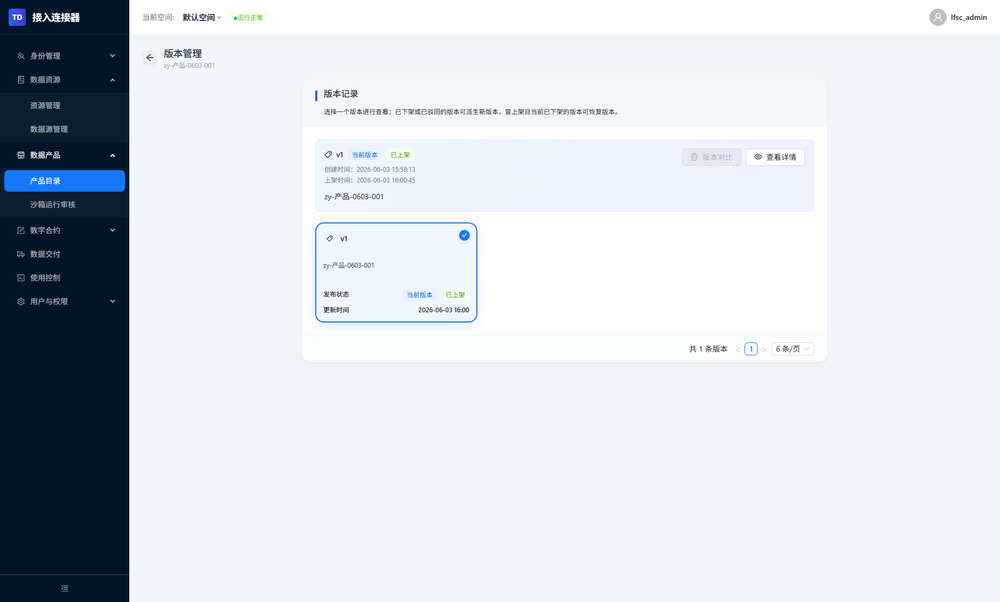 TD 接入连接器
身份管理
数据资源
资源管理
数据源管理
数据产品
产品目录
沙箱运行审核
数字合约
数据交付
使用控制
用户与权限
当前空间: 默认空间 运行正常
lfsc_admin
版本管理
zy-产品-0603-001
版本记录
选择一个版本进行查看；已下架或已驳回的版本可派生新版本，曾上架且当前已下架的版本可恢复版本。
v1 当前版本 已上架
版本对比 查看详情
创建时间：2026-06-03 15:58:13
上架时间：2026-06-03 16:00:45
zy-产品-0603-001
v1
zy-产品-0603-001
发布状态 当前版本 已上架
更新时间 2026-06-03 16:00
共 1 条版本 < 1 > 6 条/页